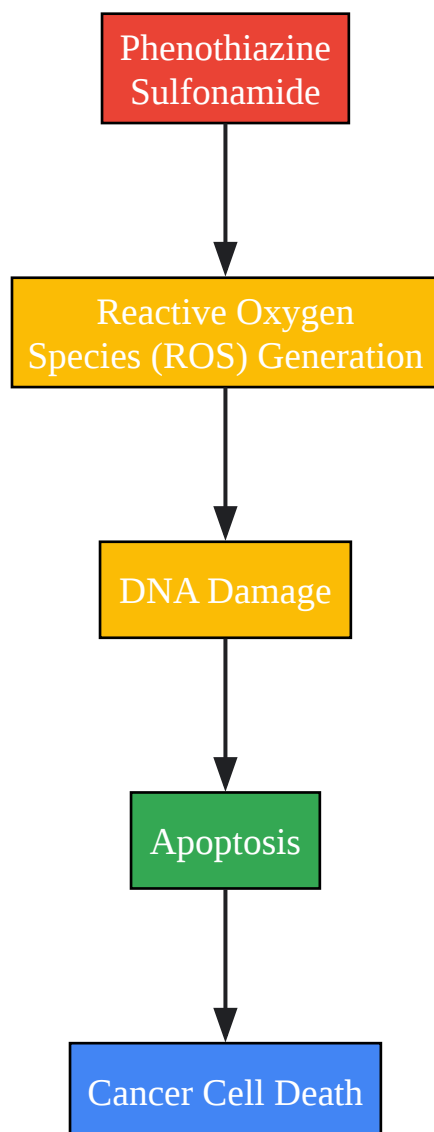 Phenothiazine
Sulfonamide
Reactive Oxygen
Species (ROS) Generation
DNA Damage
Apoptosis
Cancer Cell Death